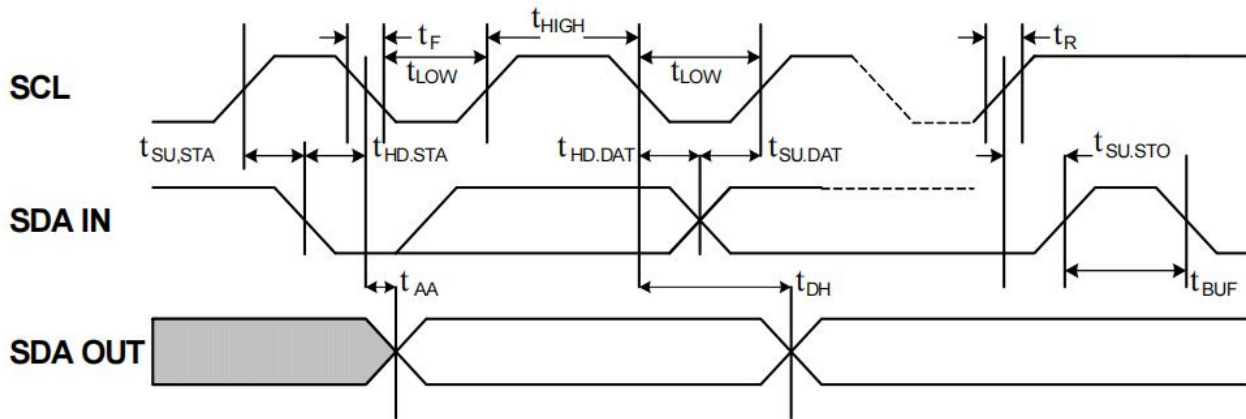 tF tHIGH tR
tLOW tLOW
SCL
tSU,STA tHD.STA tHD.DAT tSU.DAT tSU.STO
SDA IN
tAA tDH tBUF
SDA OUT